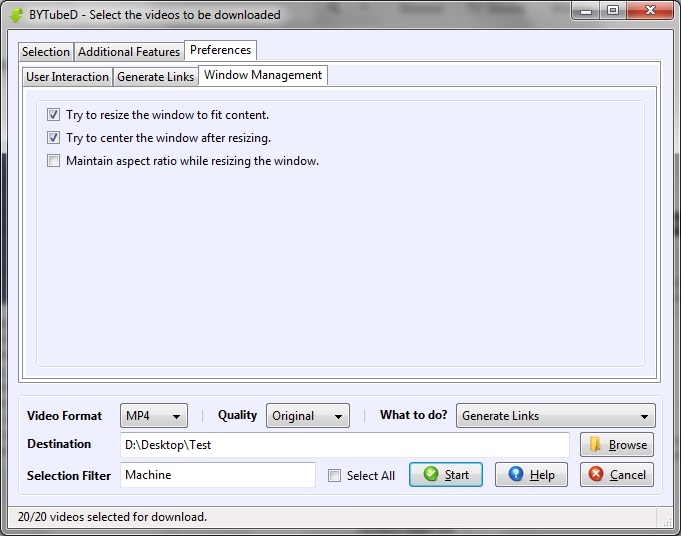 BYTubeD - Select the videos to be downloaded
Selection Additional Features Preferences
User Interaction Generate Links Window Management
Try to resize the window to fit content.
Try to center the window after resizing.
Maintain aspect ratio while resizing the window.
Video Format MP4 | Quality Original | What to do? Generate Links
Destination D:\Desktop\Test Browse
Selection Filter Machine Select All Start Help Cancel
20/20 videos selected for download.